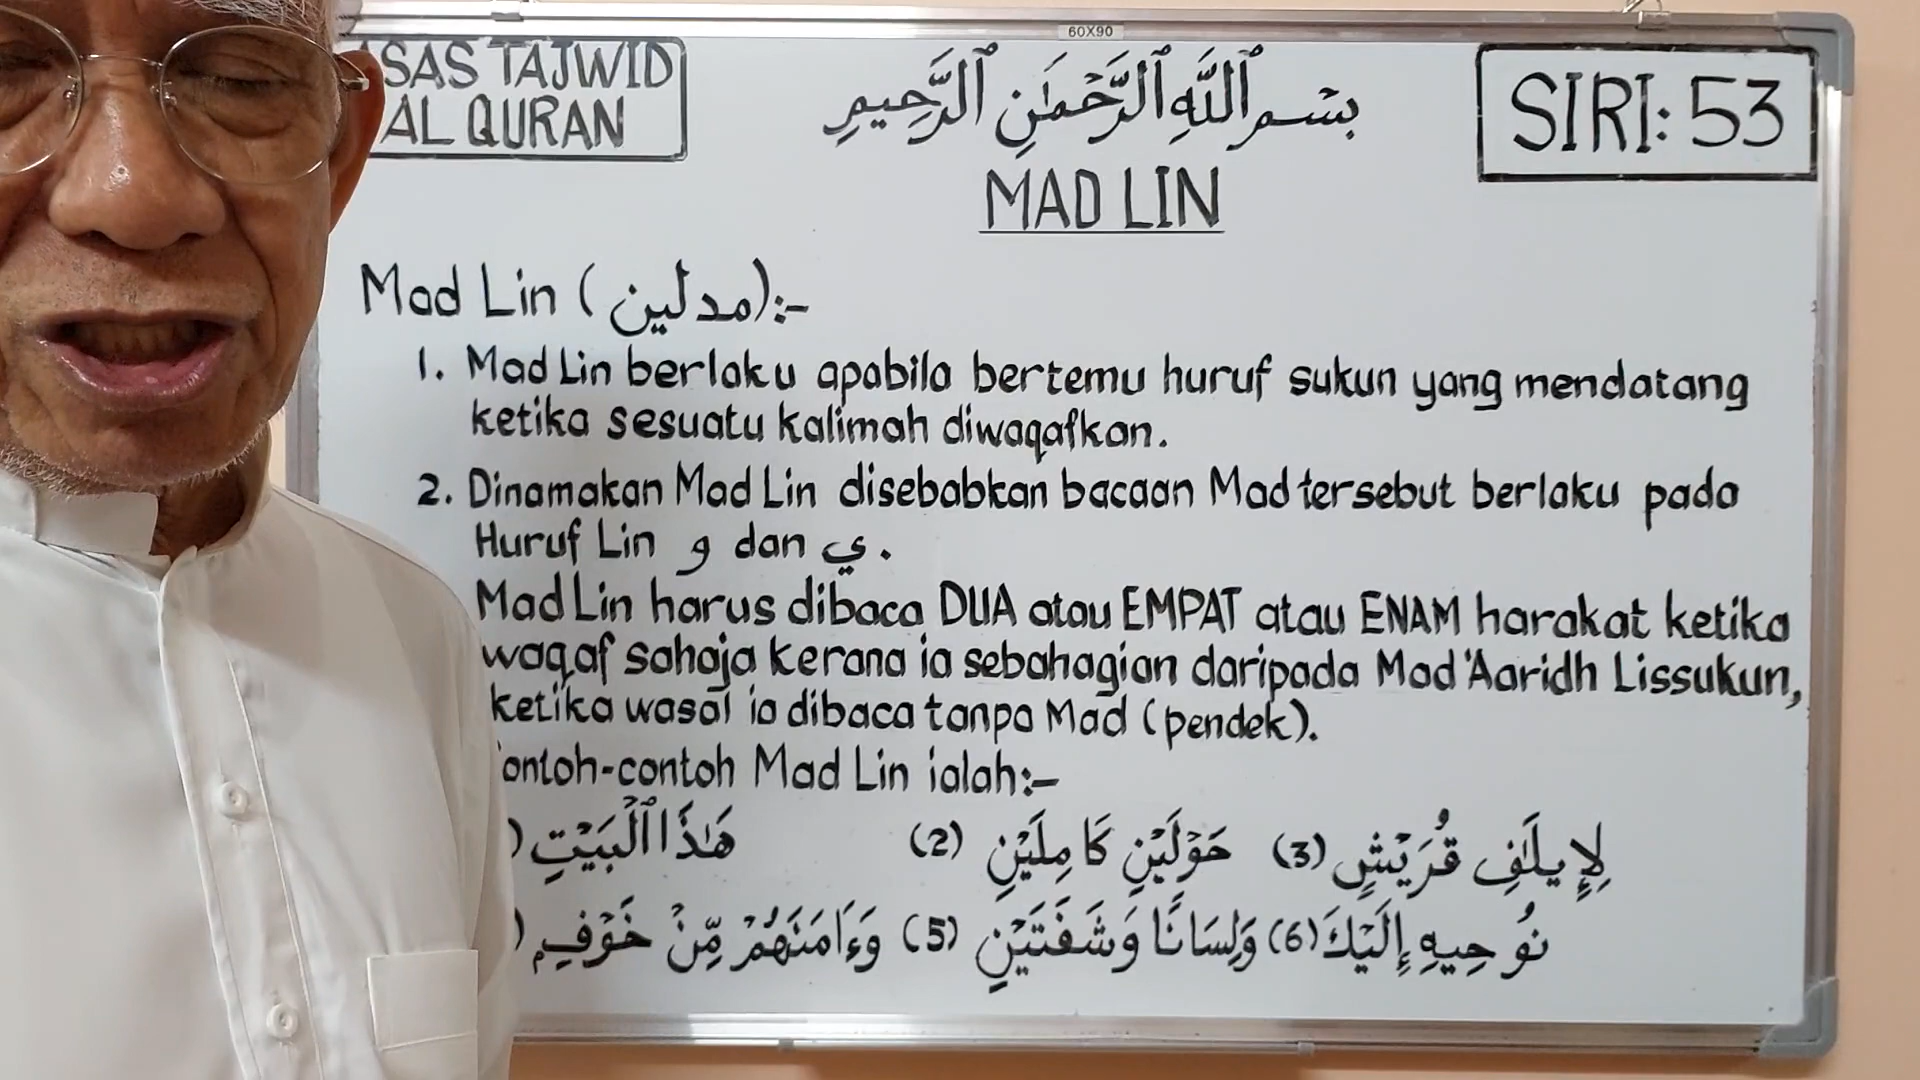 60X90
SAS TAJWID
AL QURAN
بِسْمِ ٱللَّهِ ٱلرَّحْمَٰنِ ٱلرَّحِيمِ
SIRI: 53
MAD LIN
Mad Lin (مد لين):-
1. Mad Lin berlaku apabila bertemu huruf sukun yang mendatang
ketika sesuatu kalimah diwaqafkan.
2. Dinamakan Mad Lin disebabkan bacaan Mad tersebut berlaku pada
Huruf Lin و dan ي.
Mad Lin harus dibaca DUA atau EMPAT atau ENAM harakat ketika
waqaf sahaja kerana ia sebahagian daripada Mad 'Aaridh Lissukun,
ketika wasal ia dibaca tanpa Mad (pendek).
ontoh-contoh Mad Lin ialah:-
) هَٰذَا ٱلْبَيْتِ (2) حَوْلَيْنِ كَامِلَيْنِ (3) لِإِيلَٰفِ قُرَيْشٍ
) وَءَامَنَهُمْ مِّنْ خَوْفٍۭ (5) وَلِسَانًا وَشَفَتَيْنِ (6) نُوحِيهِ إِلَيْكَ